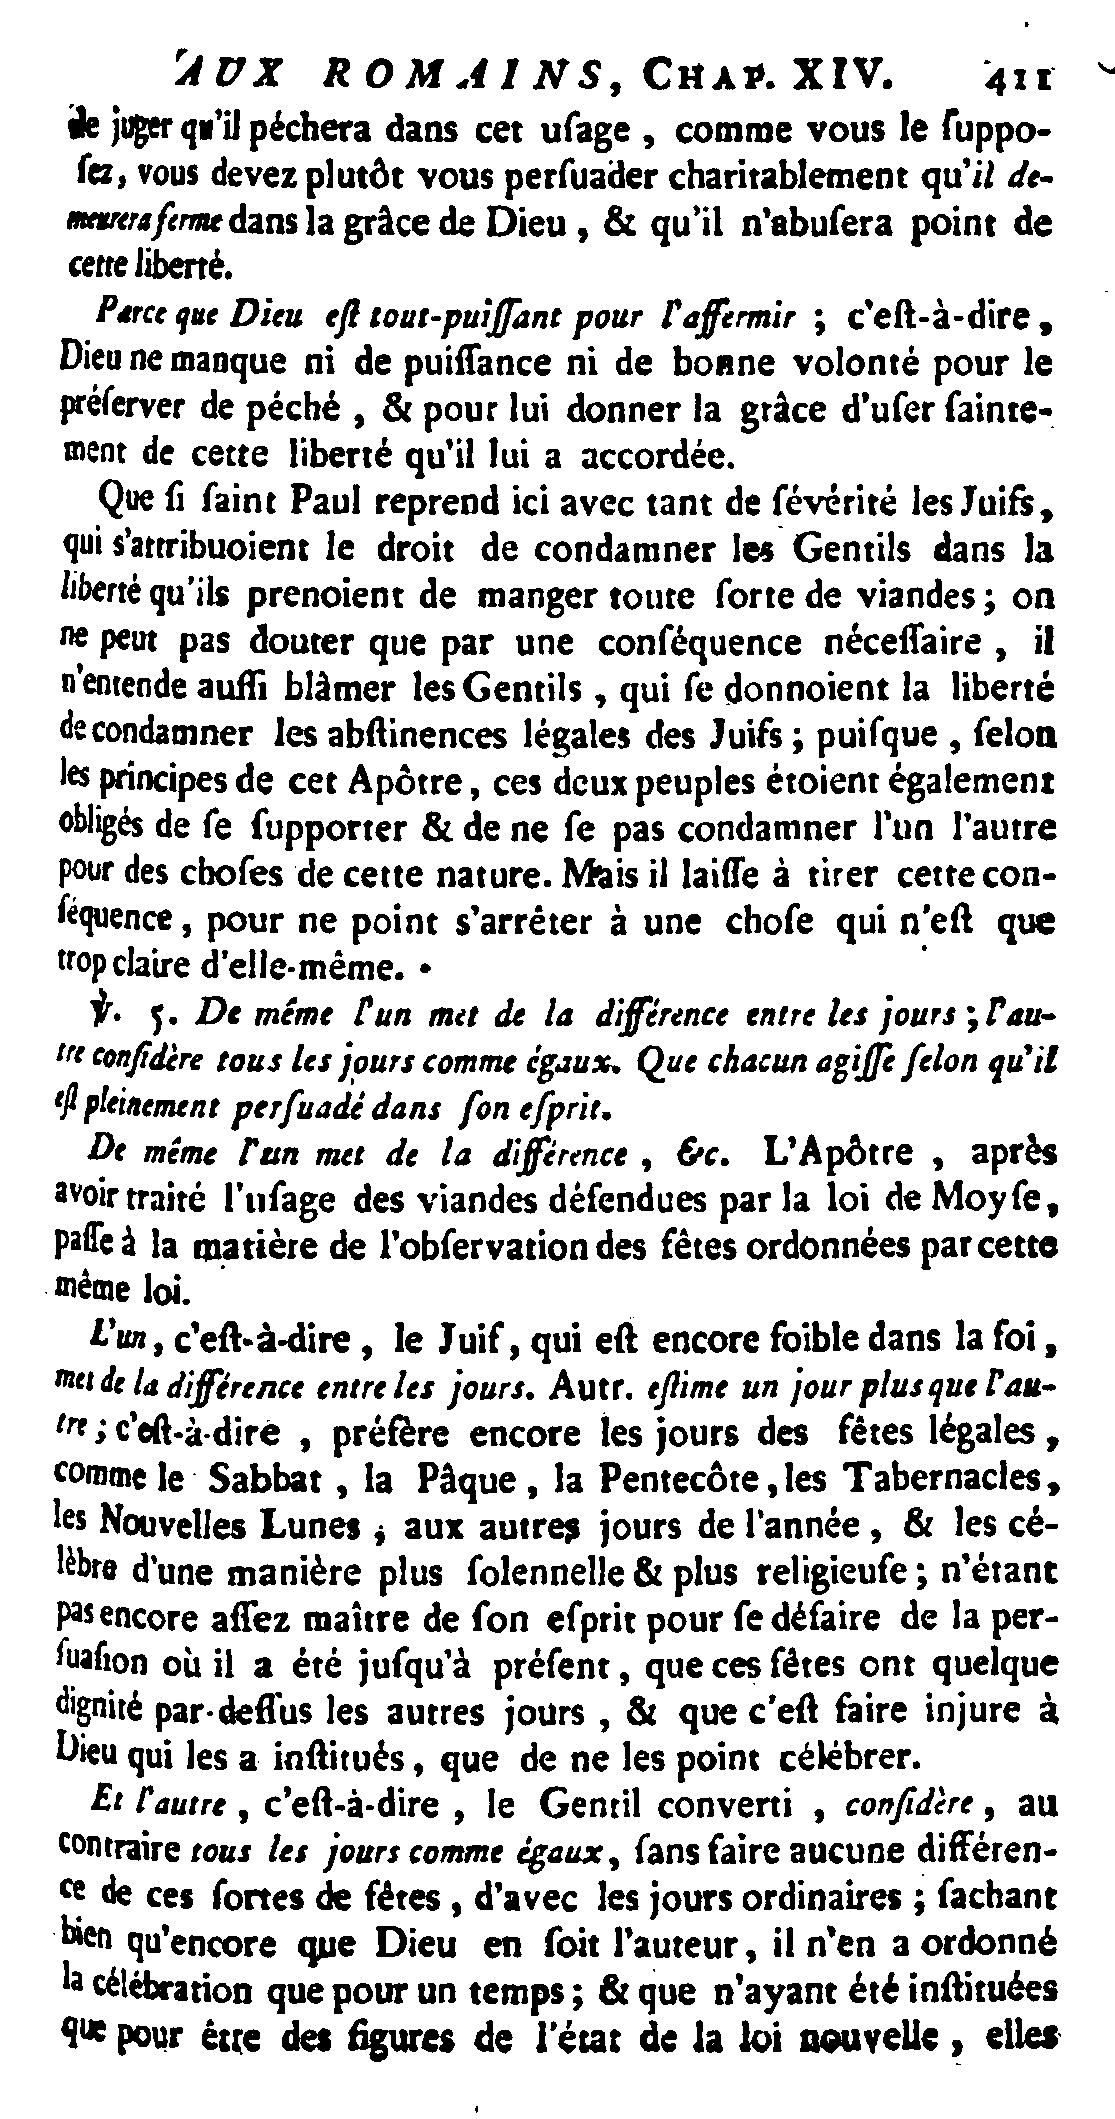 AUX ROMAINS, CHAP. XIV. 411
de juger qu'il péchera dans cet uſage, comme vous le ſuppo-
ſez, vous devez plutôt vous perſuader charitablement qu'il de-
meurera ferme dans la grâce de Dieu, & qu'il n'abuſera point de
cette liberté.
Parce que Dieu eſt tout-puiſſant pour l'affermir ; c'eſt-à-dire,
Dieu ne manque ni de puiſſance ni de bonne volonté pour le
préſerver de péché, & pour lui donner la grâce d'uſer ſainte-
ment de cette liberté qu'il lui a accordée.
Que ſi ſaint Paul reprend ici avec tant de ſévérité les Juifs,
qui s'attribuoient le droit de condamner les Gentils dans la
liberté qu'ils prenoient de manger toute ſorte de viandes ; on
ne peut pas douter que par une conſéquence néceſſaire, il
n'entende auſſi blâmer les Gentils, qui ſe donnoient la liberté
de condamner les abſtinences légales des Juifs ; puiſque, ſelon
les principes de cet Apôtre, ces deux peuples étoient également
obligés de ſe ſupporter & de ne ſe pas condamner l'un l'autre
pour des choſes de cette nature. Mais il laiſſe à tirer cette con-
ſéquence, pour ne point s'arrêter à une choſe qui n'eſt que
trop claire d'elle-même.
℣. 5. De même l'un met de la différence entre les jours ; l'au-
tre conſidère tous les jours comme égaux. Que chacun agiſſe ſelon qu'il
eſt pleinement perſuadé dans ſon eſprit.
De même l'un met de la différence, &c. L'Apôtre, après
avoir traité l'uſage des viandes défendues par la loi de Moyſe,
paſſe à la matière de l'obſervation des fêtes ordonnées par cette
même loi.
L'un, c'eſt-à-dire, le Juif, qui eſt encore foible dans la foi,
met de la différence entre les jours. Autr. eſtime un jour plus que l'au-
tre ; c'eſt-à-dire, préfère encore les jours des fêtes légales,
comme le Sabbat, la Pâque, la Pentecôte, les Tabernacles,
les Nouvelles Lunes, aux autres jours de l'année, & les cé-
lèbre d'une manière plus ſolennelle & plus religieuſe ; n'étant
pas encore aſſez maître de ſon eſprit pour ſe défaire de la per-
ſuaſion où il a été juſqu'à préſent, que ces fêtes ont quelque
dignité par-deſſus les autres jours, & que c'eſt faire injure à
Dieu qui les a inſtitués, que de ne les point célébrer.
Et l'autre, c'eſt-à-dire, le Gentil converti, conſidère, au
contraire tous les jours comme égaux, ſans faire aucune différen-
ce de ces ſortes de fêtes, d'avec les jours ordinaires ; ſachant
bien qu'encore que Dieu en ſoit l'auteur, il n'en a ordonné
la célébration que pour un temps ; & que n'ayant été inſtituées
que pour être des figures de l'état de la loi nouvelle, elles